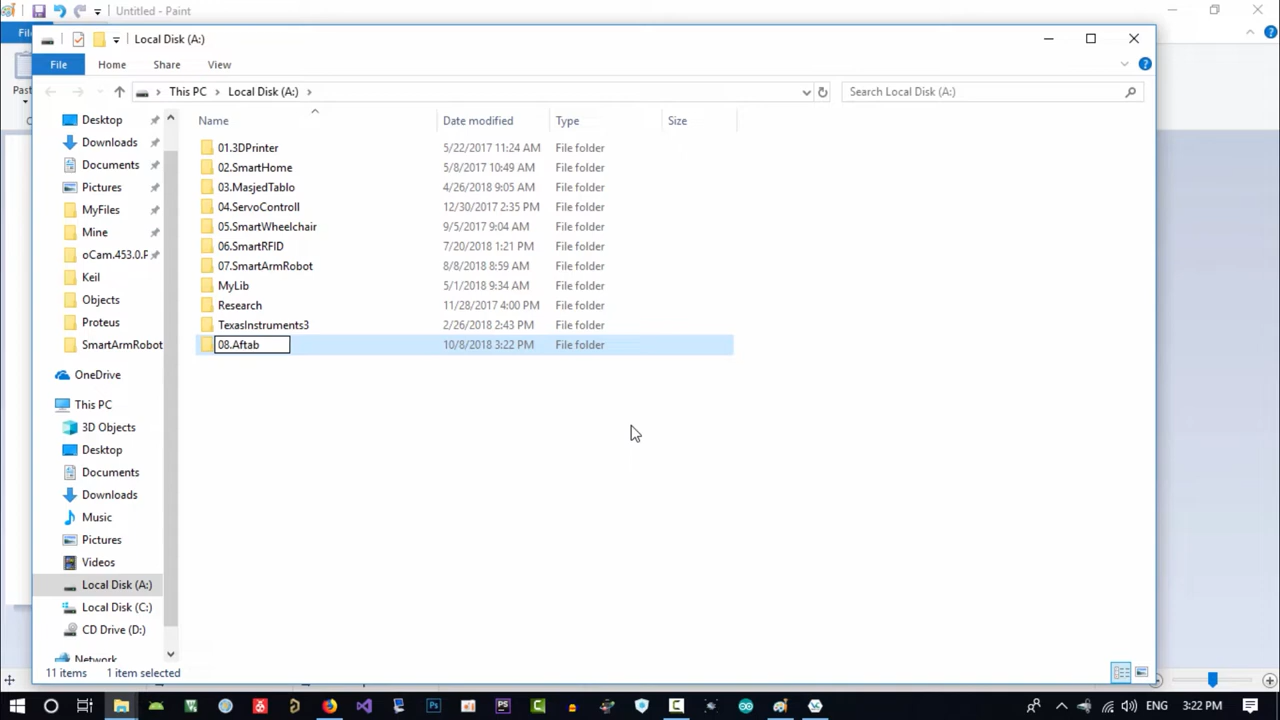 Untitled - Paint
Local Disk (A:)
File
Home
Share
View
This PC
Local Disk (A:)
Search Local Disk (A:)
Past
Desktop
Downloads
Documents
Pictures
MyFiles
Mine
oCam.453.0.F
Keil
Objects
Proteus
SmartArmRobot
OneDrive
This PC
3D Objects
Desktop
Documents
Downloads
Music
Pictures
Videos
Local Disk (A:)
Local Disk (C:)
CD Drive (D:)
Network
Name Date modified Type Size
01.3DPrinter 5/22/2017 11:24 AM File folder
02.SmartHome 5/8/2017 10:49 AM File folder
03.MasjedTablo 4/26/2018 9:05 AM File folder
04.ServoControll 12/30/2017 2:35 PM File folder
05.SmartWheelchair 9/5/2017 9:04 AM File folder
06.SmartRFID 7/20/2018 1:21 PM File folder
07.SmartArmRobot 8/8/2018 8:59 AM File folder
MyLib 5/1/2018 9:34 AM File folder
Research 11/28/2017 4:00 PM File folder
TexasInstruments3 2/26/2018 2:43 PM File folder
08.Aftab 10/8/2018 3:22 PM File folder
11 items 1 item selected
3:22 PM